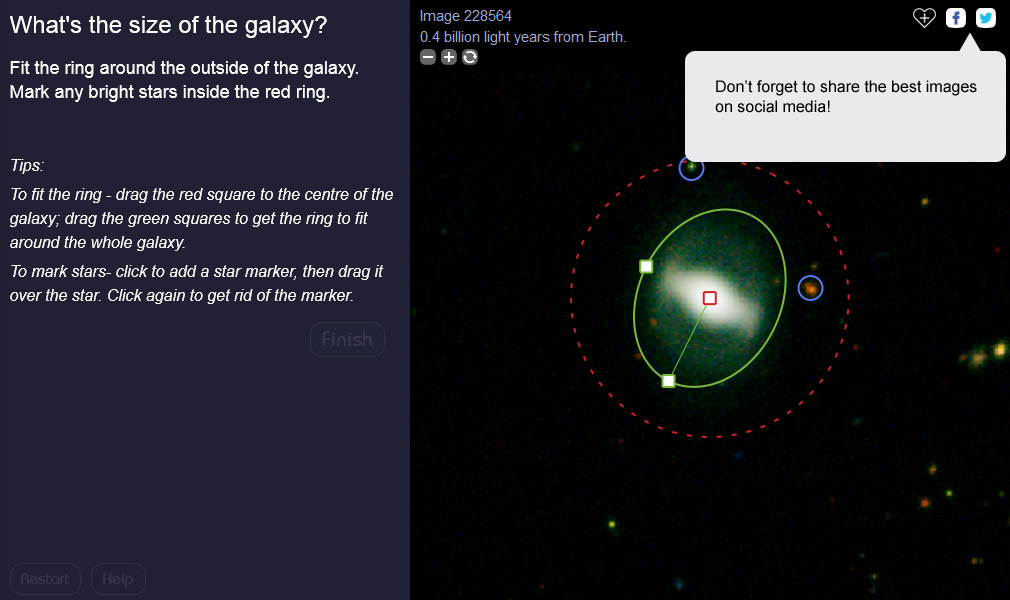 What's the size of the galaxy?
Fit the ring around the outside of the galaxy.
Mark any bright stars inside the red ring.
Tips:
To fit the ring - drag the red square to the centre of the
galaxy; drag the green squares to get the ring to fit
around the whole galaxy.
To mark stars- click to add a star marker, then drag it
over the star. Click again to get rid of the marker.
Finish
Restart
Help
Image 228564
0.4 billion light years from Earth.
Don’t forget to share the best images
on social media!